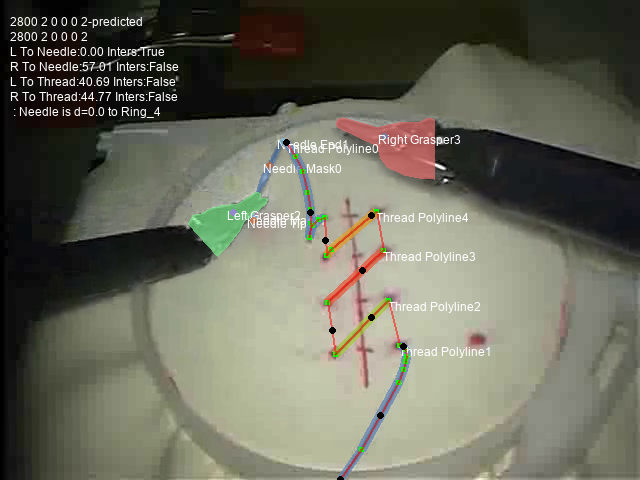 2800 2 0 0 0 2-predicted
2800 2 0 0 0 2
L To Needle:0.00 Inters:True
R To Needle:57.01 Inters:False
L To Thread:40.69 Inters:False
R To Thread:44.77 Inters:False
: Needle is d=0.0 to Ring_4
Right Grasper3
Needle End1
Thread Polyline0
Mask0
Left Grasper2
Thread Polyline4
Thread Polyline3
Thread Polyline2
Thread Polyline1